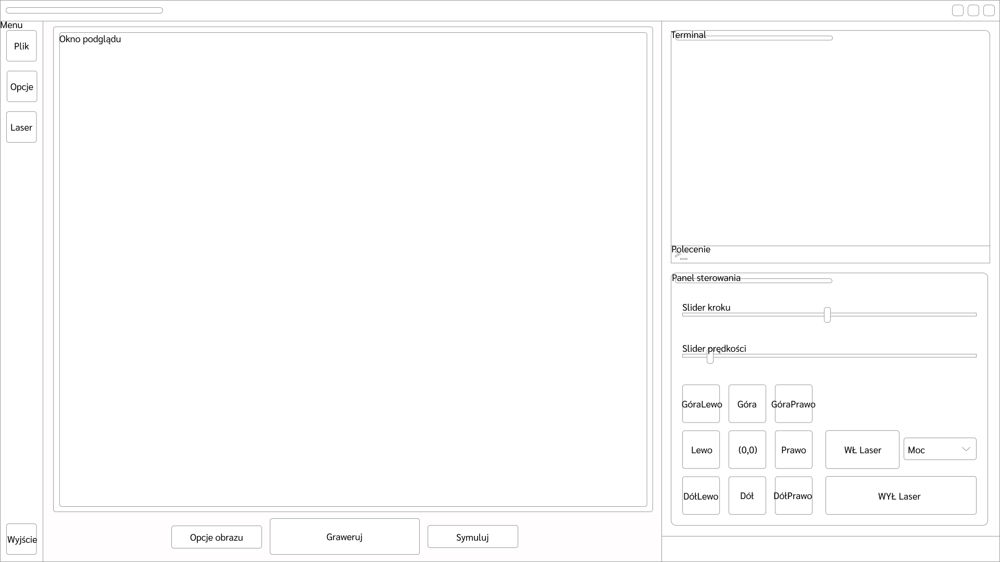 Menu
Plik
Opcje
Laser
Wyjście
Okno podglądu
Opcje obrazu
Graweruj
Symuluj
Terminal
Polecenie
>_
Panel sterowania
Slider kroku
Slider prędkości
GóraLewo Góra GóraPrawo
Lewo (0,0) Prawo WŁ Laser Moc
DółLewo Dół DółPrawo WYŁ Laser